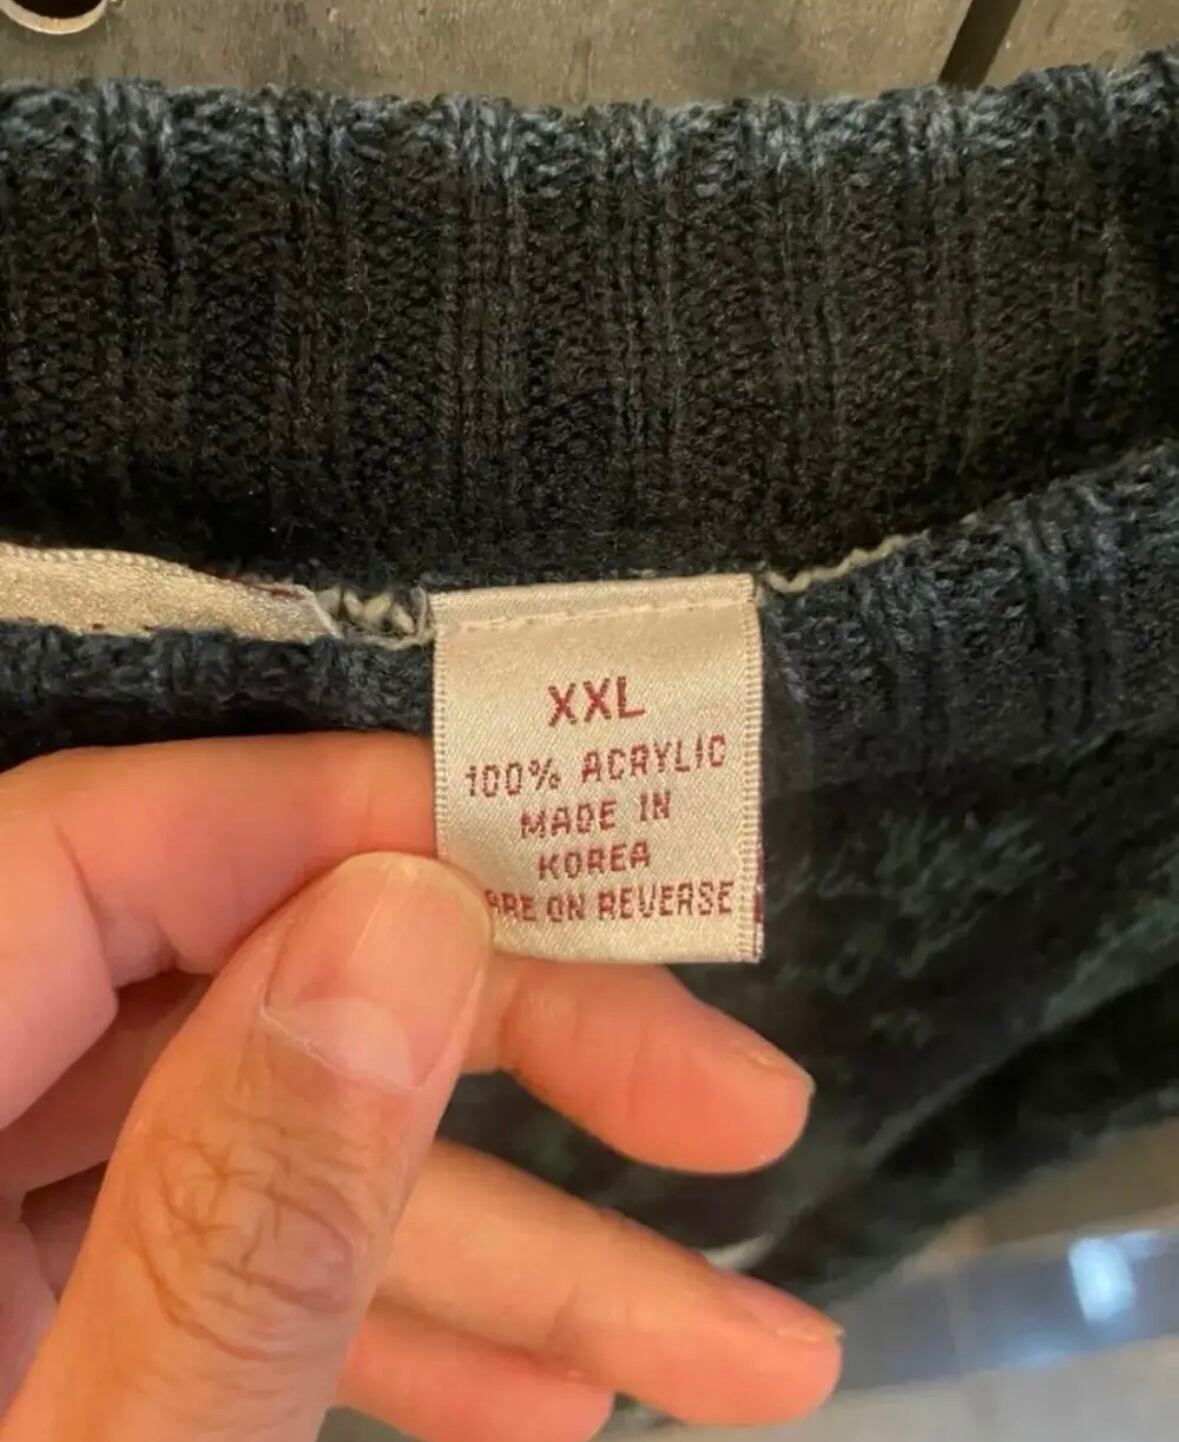 XXL
100% ACRYLIC
MADE IN
KOREA
ARE ON REVERSE